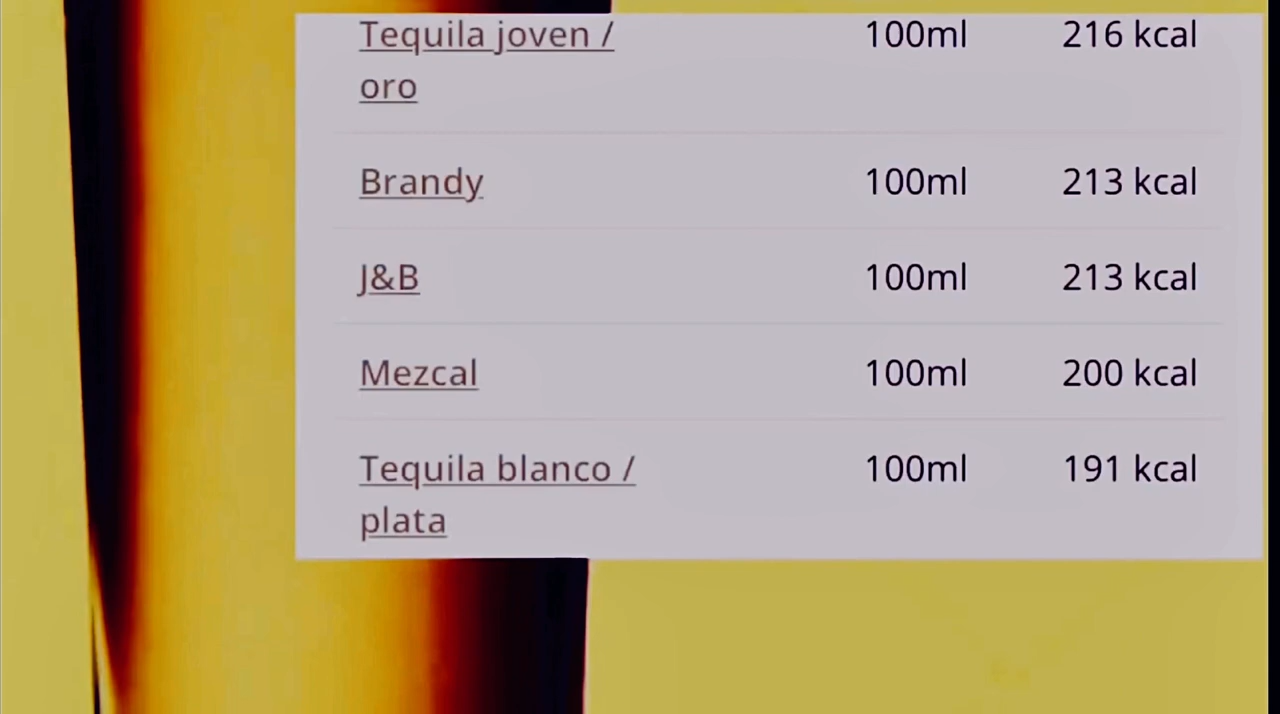 Tequila joven / 100ml 216 kcal
oro
Brandy 100ml 213 kcal
J&B 100ml 213 kcal
Mezcal 100ml 200 kcal
Tequila blanco / 100ml 191 kcal
plata